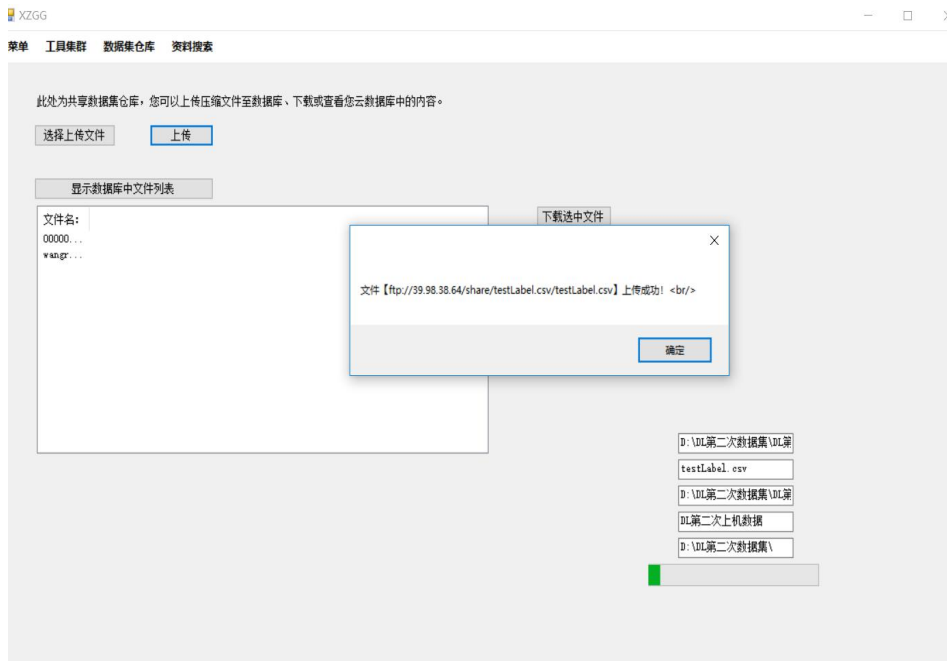 XZGG
菜单 工具集群 数据集仓库 资料搜索
此处为共享数据集仓库，您可以上传压缩文件至数据库、下载或查看您云数据库中的内容。
选择上传文件 上传
显示数据库中文件列表
文件名:
00000...
wangr...
下载选中文件
文件【ftp://39.98.38.64/share/testLabel.csv/testLabel.csv】上传成功！<br/>
确定
D:\DL第二次数据集\DL第
testLabel.csv
D:\DL第二次数据集\DL第
DL第二次上机数据
D:\DL第二次数据集\